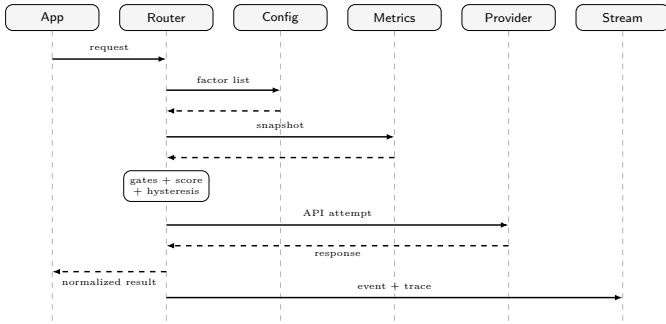 App Router Config Metrics Provider Stream
request
factor list
snapshot
gates + score
+ hysteresis
API attempt
response
normalized result
event + trace